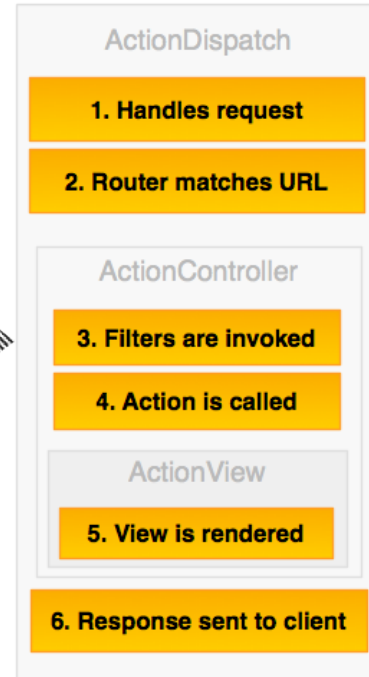 ActionDispatch
1. Handles request
2. Router matches URL
ActionController
3. Filters are invoked
4. Action is called
ActionView
5. View is rendered
6. Response sent to client